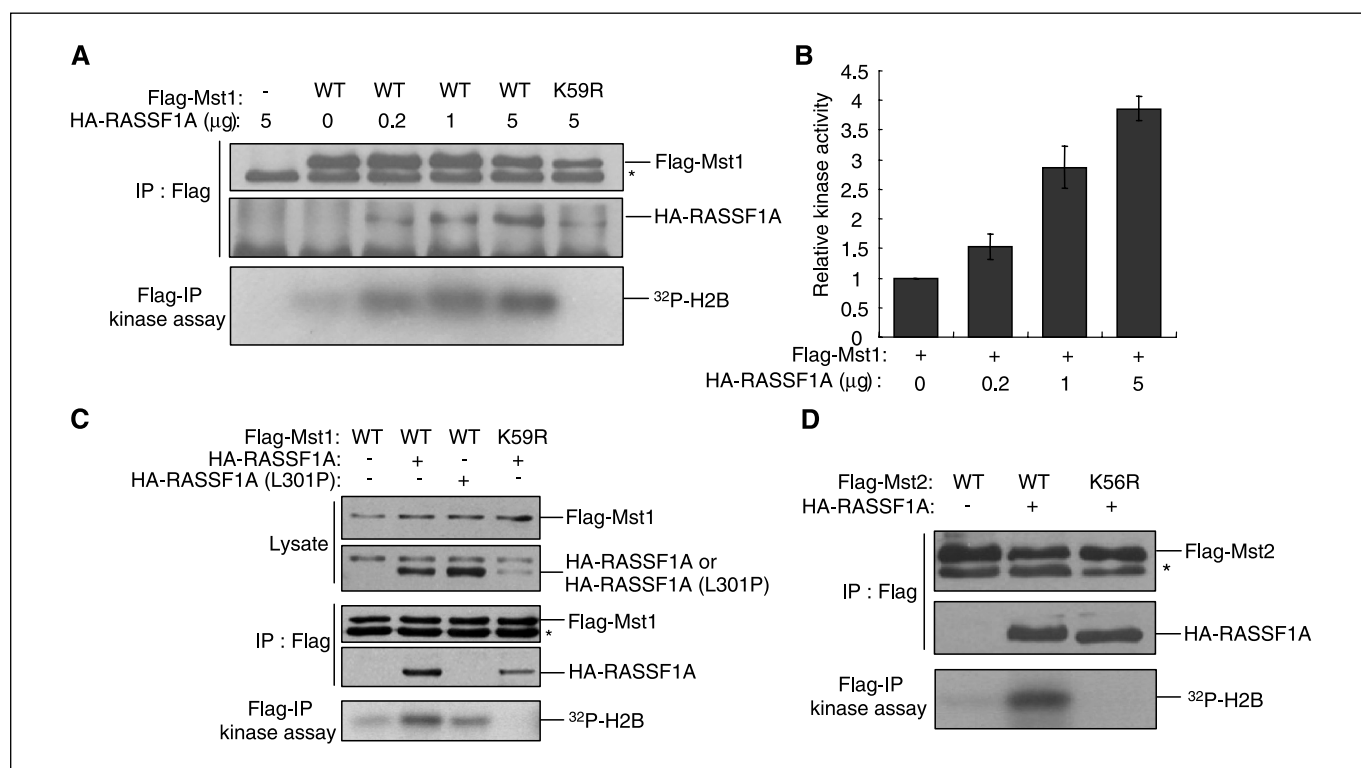 A
Flag-Mst1: - WT WT WT WT K59R
HA-RASSF1A (μg): 5 0 0.2 1 5 5
IP : Flag
Flag-Mst1
*
HA-RASSF1A
Flag-IP
kinase assay
³²P-H2B
B
Relative kinase activity
4.5
4
3.5
3
2.5
2
1.5
1
0.5
0
Flag-Mst1: + + + +
HA-RASSF1A (μg) : 0 0.2 1 5
C
Flag-Mst1: WT WT WT K59R
HA-RASSF1A: - + - +
HA-RASSF1A (L301P): - - + -
Lysate
Flag-Mst1
HA-RASSF1A or
HA-RASSF1A (L301P)
IP : Flag
Flag-Mst1
*
HA-RASSF1A
Flag-IP
kinase assay
³²P-H2B
D
Flag-Mst2: WT WT K56R
HA-RASSF1A: - + +
IP : Flag
Flag-Mst2
*
HA-RASSF1A
Flag-IP
kinase assay
³²P-H2B